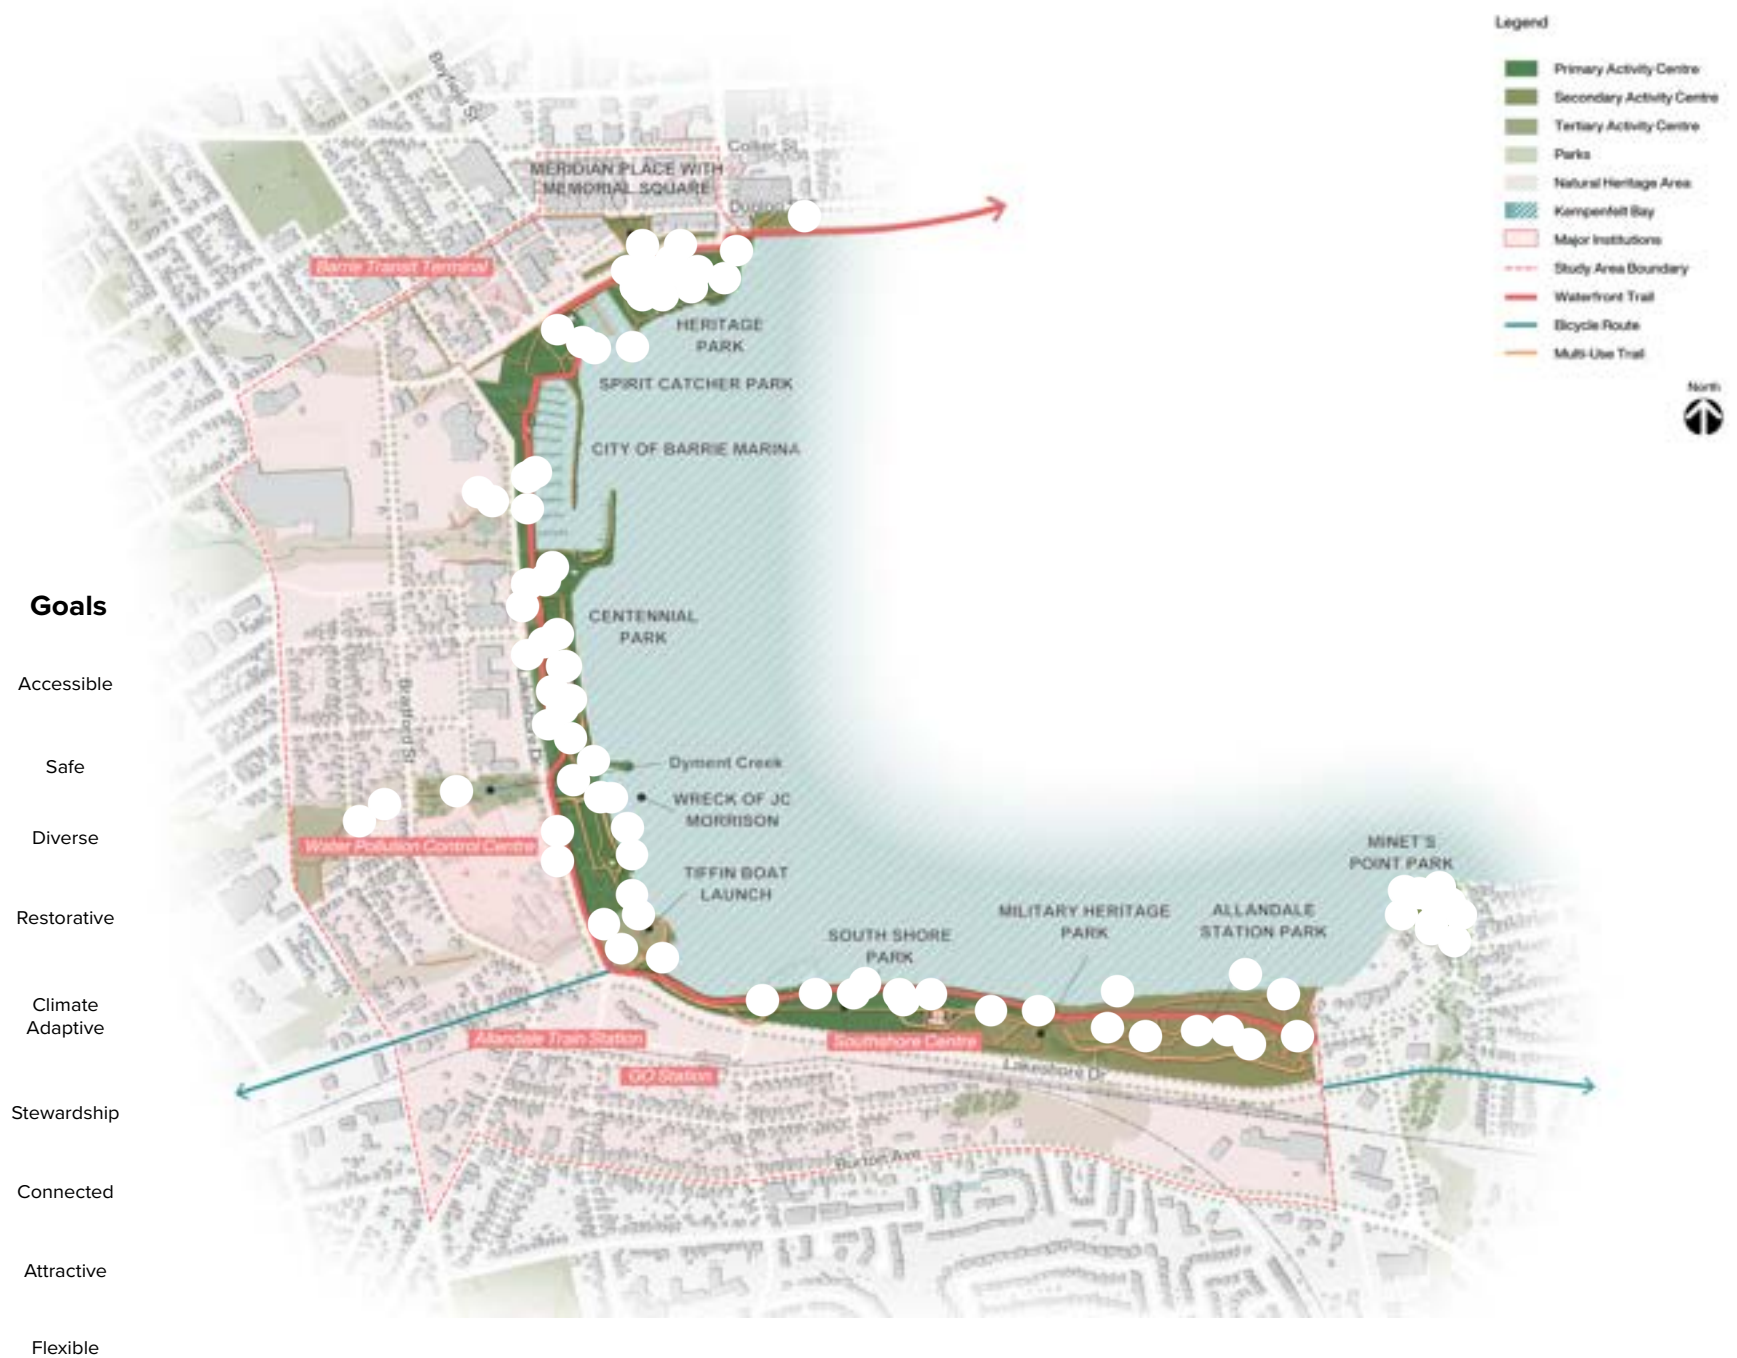 Legend
Primary Activity Centre
Secondary Activity Centre
Tertiary Activity Centre
Parks
Natural Heritage Area
Kempenfelt Bay
Major Institutions
Study Area Boundary
Waterfront Trail
Bicycle Route
Multi-Use Trail
North
Bayfield St
Collier St
MERIDIAN PLACE WITH
MEMORIAL SQUARE
Dunlop
Barrie Transit Terminal
HERITAGE
PARK
SPIRIT CATCHER PARK
CITY OF BARRIE MARINA
CENTENNIAL
PARK
Bradford St
Lakeshore Dr
Dyment Creek
WRECK OF JC
MORRISON
Water Pollution Control Centre
TIFFIN BOAT
LAUNCH
MINET'S
POINT PARK
SOUTH SHORE
PARK
MILITARY HERITAGE
PARK
ALLANDALE
STATION PARK
Allandale Train Station
Southshore Centre
GO Station
Lakeshore Dr
Burton Ave
Goals
Accessible
Safe
Diverse
Restorative
Climate
Adaptive
Stewardship
Connected
Attractive
Flexible